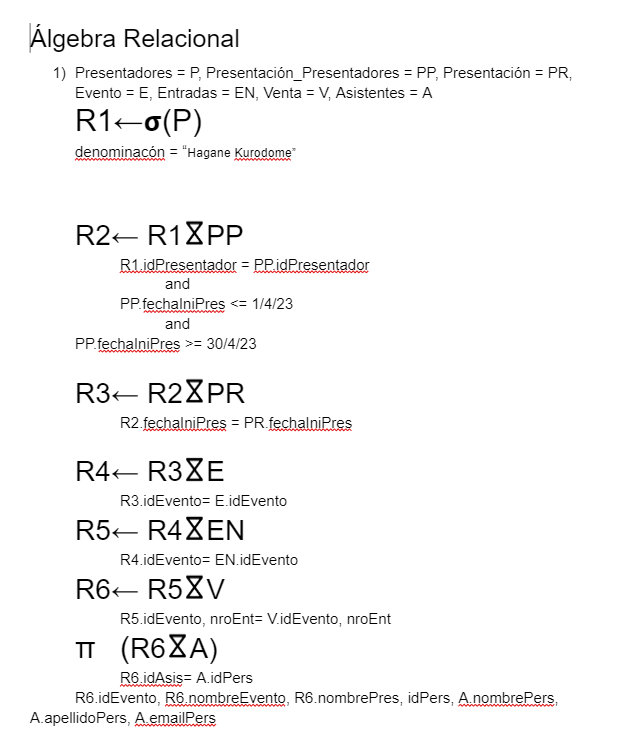 Álgebra Relacional
1) Presentadores = P, Presentación_Presentadores = PP, Presentación = PR,
Evento = E, Entradas = EN, Venta = V, Asistentes = A
R1←σ(P)
denominacón = “Hagane Kurodome”
R2← R1⧖PP
R1.idPresentador = PP.idPresentador
and
PP.fechaIniPres <= 1/4/23
and
PP.fechaIniPres >= 30/4/23
R3← R2⧖PR
R2.fechaIniPres = PR.fechaIniPres
R4← R3⧖E
R3.idEvento= E.idEvento
R5← R4⧖EN
R4.idEvento= EN.idEvento
R6← R5⧖V
R5.idEvento, nroEnt= V.idEvento, nroEnt
π (R6⧖A)
R6.idAsis= A.idPers
R6.idEvento, R6.nombreEvento, R6.nombrePres, idPers, A.nombrePers,
A.apellidoPers, A.emailPers